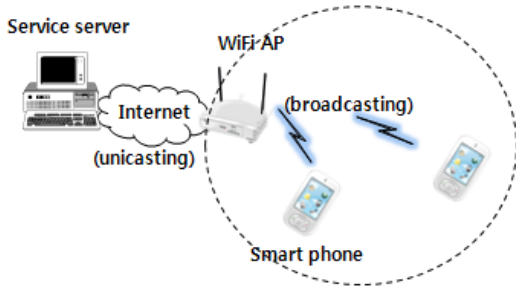 Service server
WiFi AP
Internet
(broadcasting)
(unicasting)
Smart phone